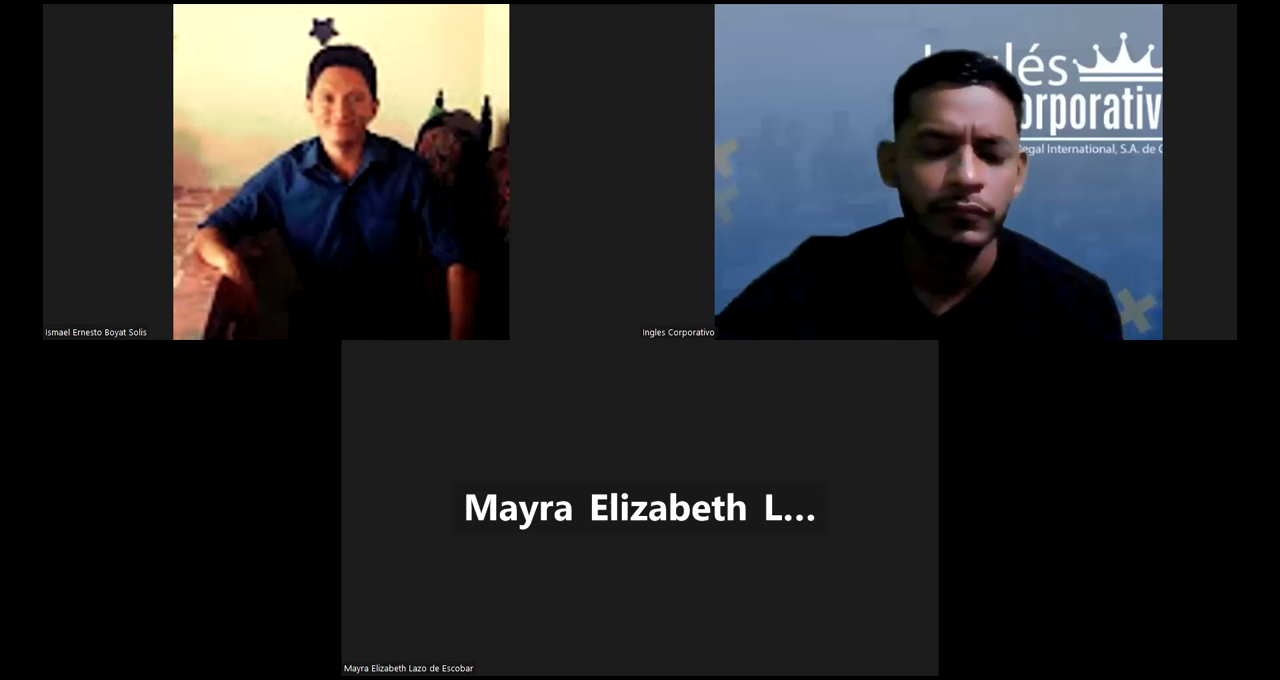 Inglés
orporativ
egal International, S.A. de C
Ismael Ernesto Boyat Solis
Ingles Corporativo
Mayra Elizabeth L...
Mayra Elizabeth Lazo de Escobar